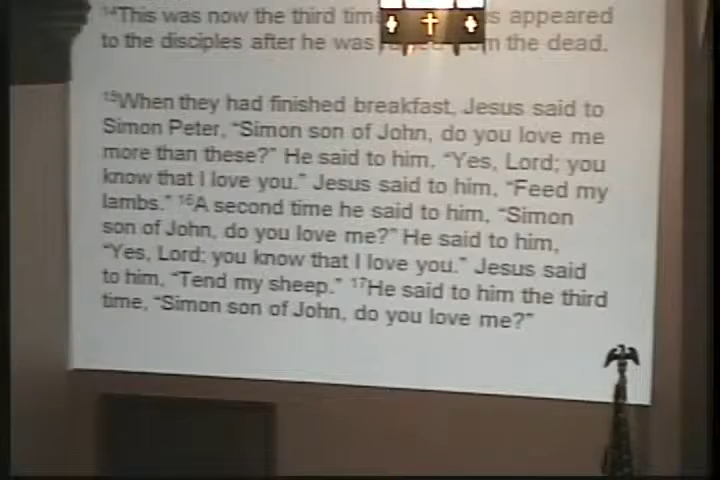 14This was now the third time s appeared
to the disciples after he was from the dead.
15When they had finished breakfast, Jesus said to
Simon Peter, “Simon son of John, do you love me
more than these?” He said to him, “Yes, Lord; you
know that I love you.” Jesus said to him, “Feed my
lambs.” 16A second time he said to him, “Simon
son of John, do you love me?” He said to him,
“Yes, Lord; you know that I love you.” Jesus said
to him, “Tend my sheep.” 17He said to him the third
time, “Simon son of John, do you love me?”